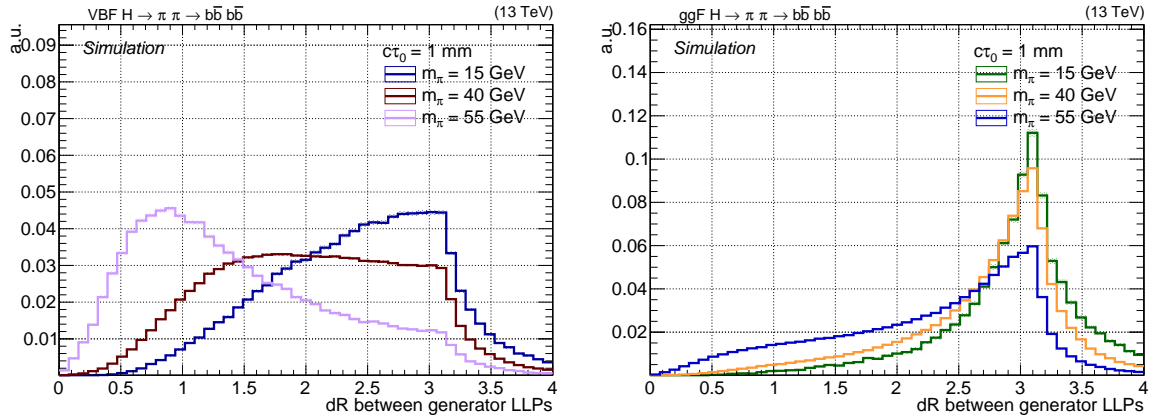 VBF H → π π → bb̅ bb̅ (13 TeV)
a.u.
Simulation
cτ₀ = 1 mm
m_π = 15 GeV
m_π = 40 GeV
m_π = 55 GeV
0.09
0.08
0.07
0.06
0.05
0.04
0.03
0.02
0.01
0 0.5 1 1.5 2 2.5 3 3.5 4
dR between generator LLPs
ggF H → π π → bb̅ bb̅ (13 TeV)
a.u.
Simulation
cτ₀ = 1 mm
m_π = 15 GeV
m_π = 40 GeV
m_π = 55 GeV
0.16
0.14
0.12
0.1
0.08
0.06
0.04
0.02
0 0.5 1 1.5 2 2.5 3 3.5 4
dR between generator LLPs